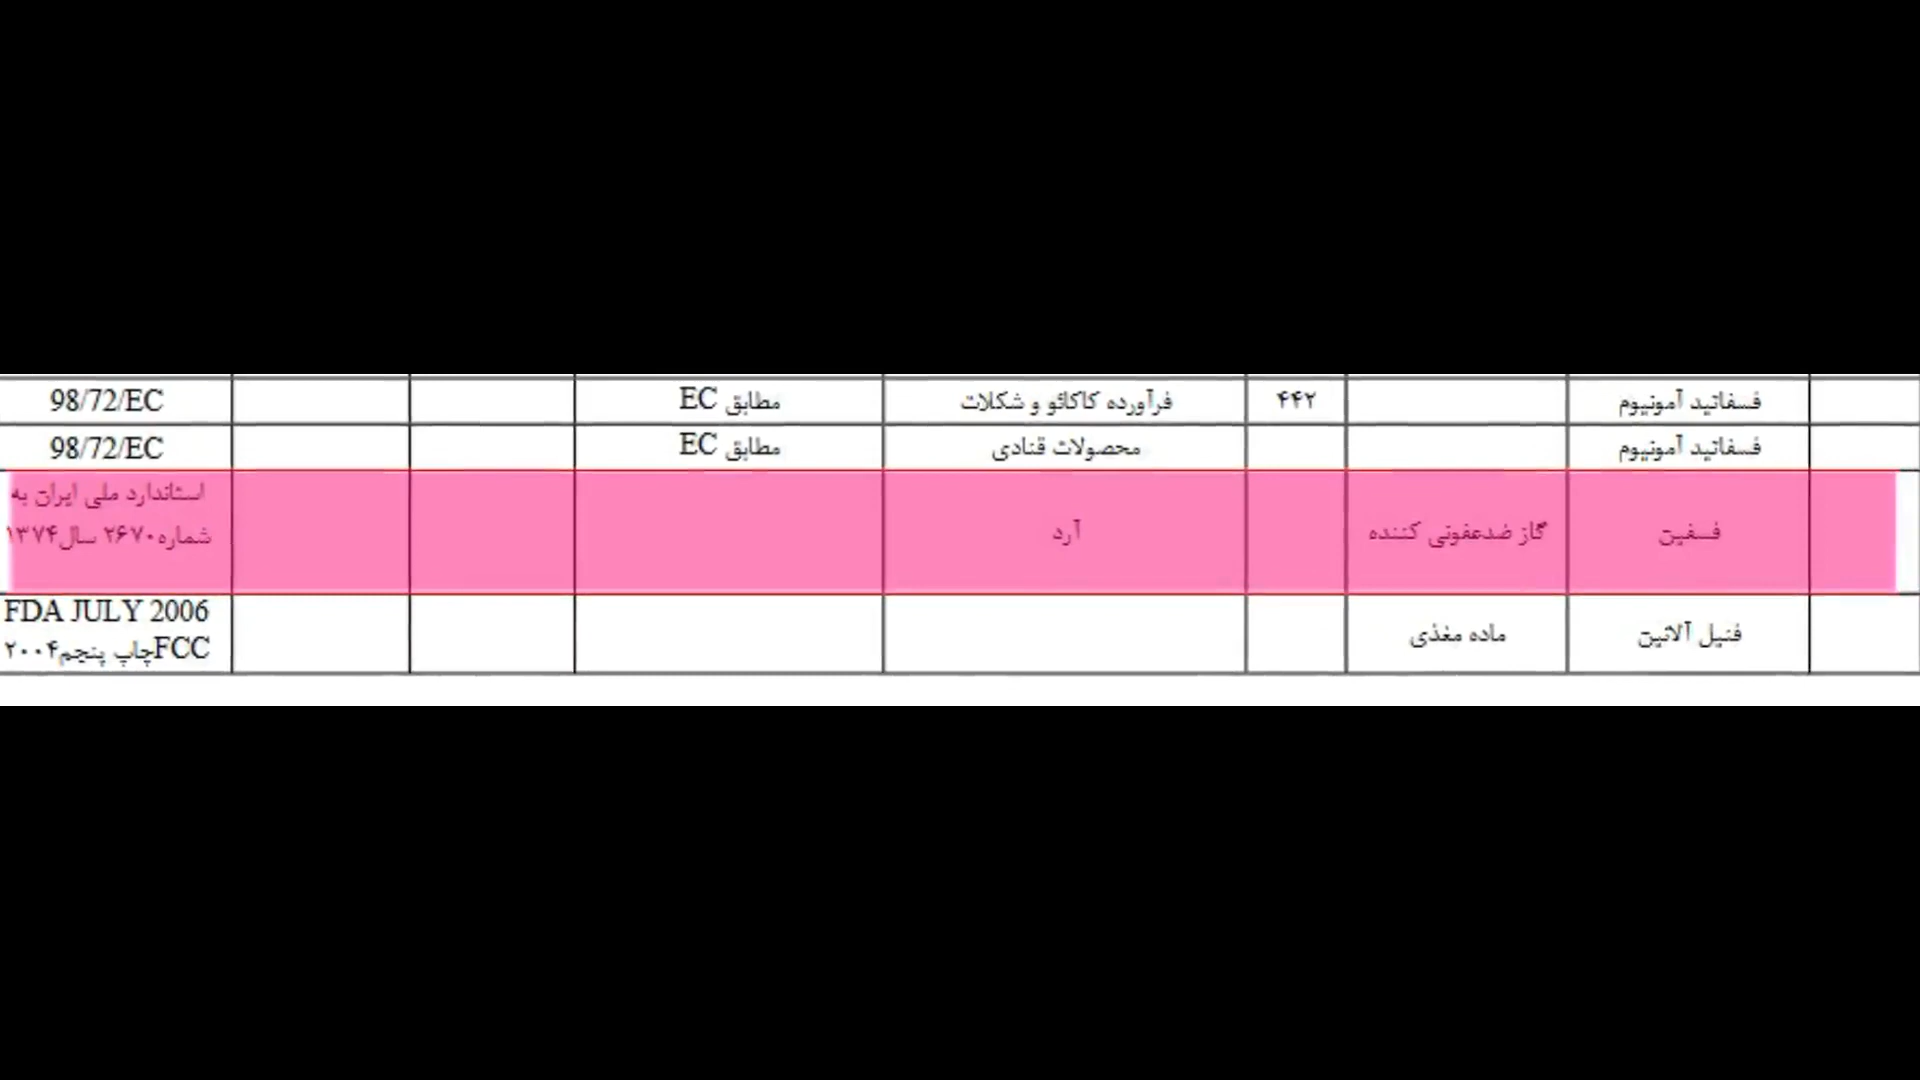 فسفاتید آمونیوم ۴۴۲ فرآورده کاکائو و شکلات مطابق EC 98/72/EC
فسفاتید آمونیوم محصولات قنادی مطابق EC 98/72/EC
فسفین گاز ضدعفونی کننده آرد استاندارد ملی ایران به
شماره۲۶۷۰ سال۱۳۷۴
فنیل آلانین ماده مغذی FDA JULY 2006
FCCچاپ پنجم۲۰۰۴